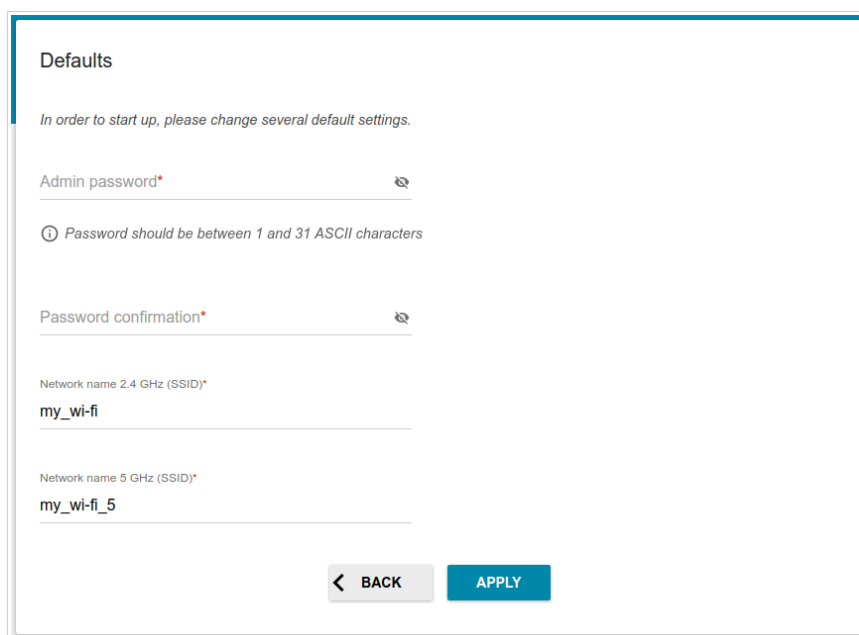 Defaults
In order to start up, please change several default settings.
Admin password*
Password should be between 1 and 31 ASCII characters
Password confirmation*
Network name 2.4 GHz (SSID)*
my_wi-fi
Network name 5 GHz (SSID)*
my_wi-fi_5
BACK
APPLY